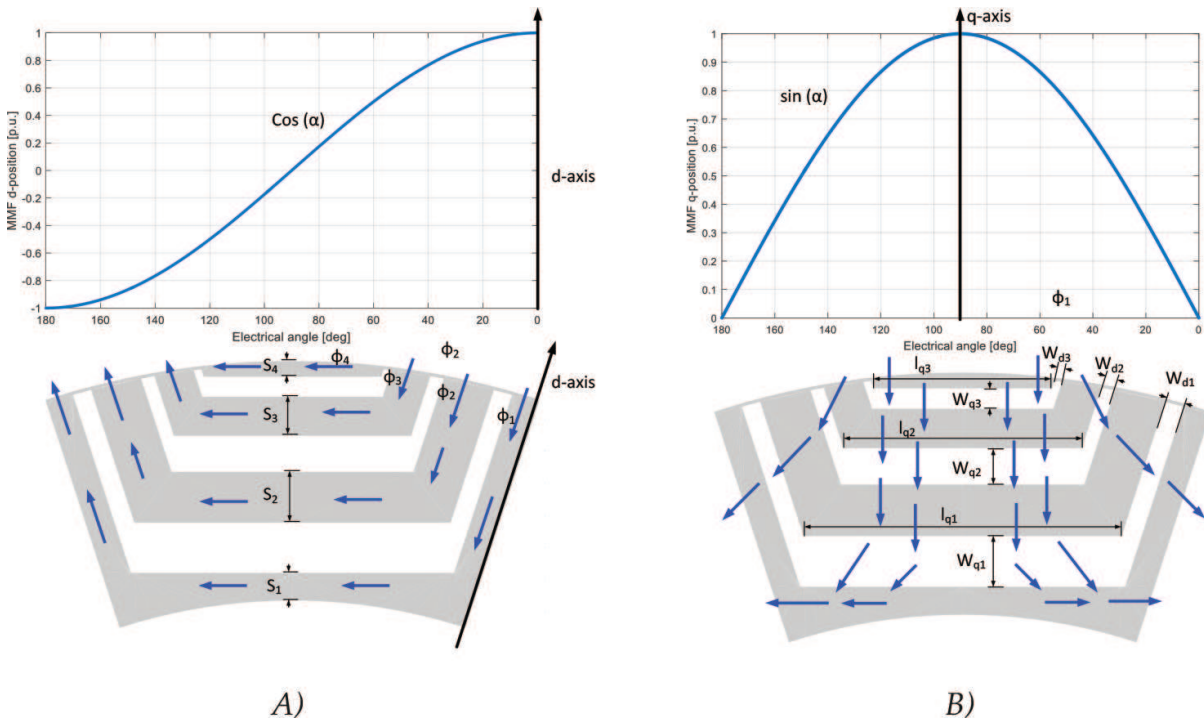 d-axis
1
0.8
0.6
0.4
0.2
0
-0.2
-0.4
-0.6
-0.8
-1
MMF d-position [p.u.]
Cos (α)
d-axis
180 160 140 120 100 80 60 40 20 0
Electrical angle [deg]
S4 ϕ4 ϕ2
ϕ3 ϕ2
S3 ϕ1
S2
S1
d-axis
A)
q-axis
1
0.9
0.8
0.7
0.6
0.5
0.4
0.3
0.2
0.1
0
MMF q-position [p.u.]
sin (α)
ϕ1
180 160 140 120 100 80 60 40 20 0
Electrical angle [deg]
lq3 Wd3 Wd2 Wd1
Wq3
lq2
Wq2
lq1
Wq1
B)